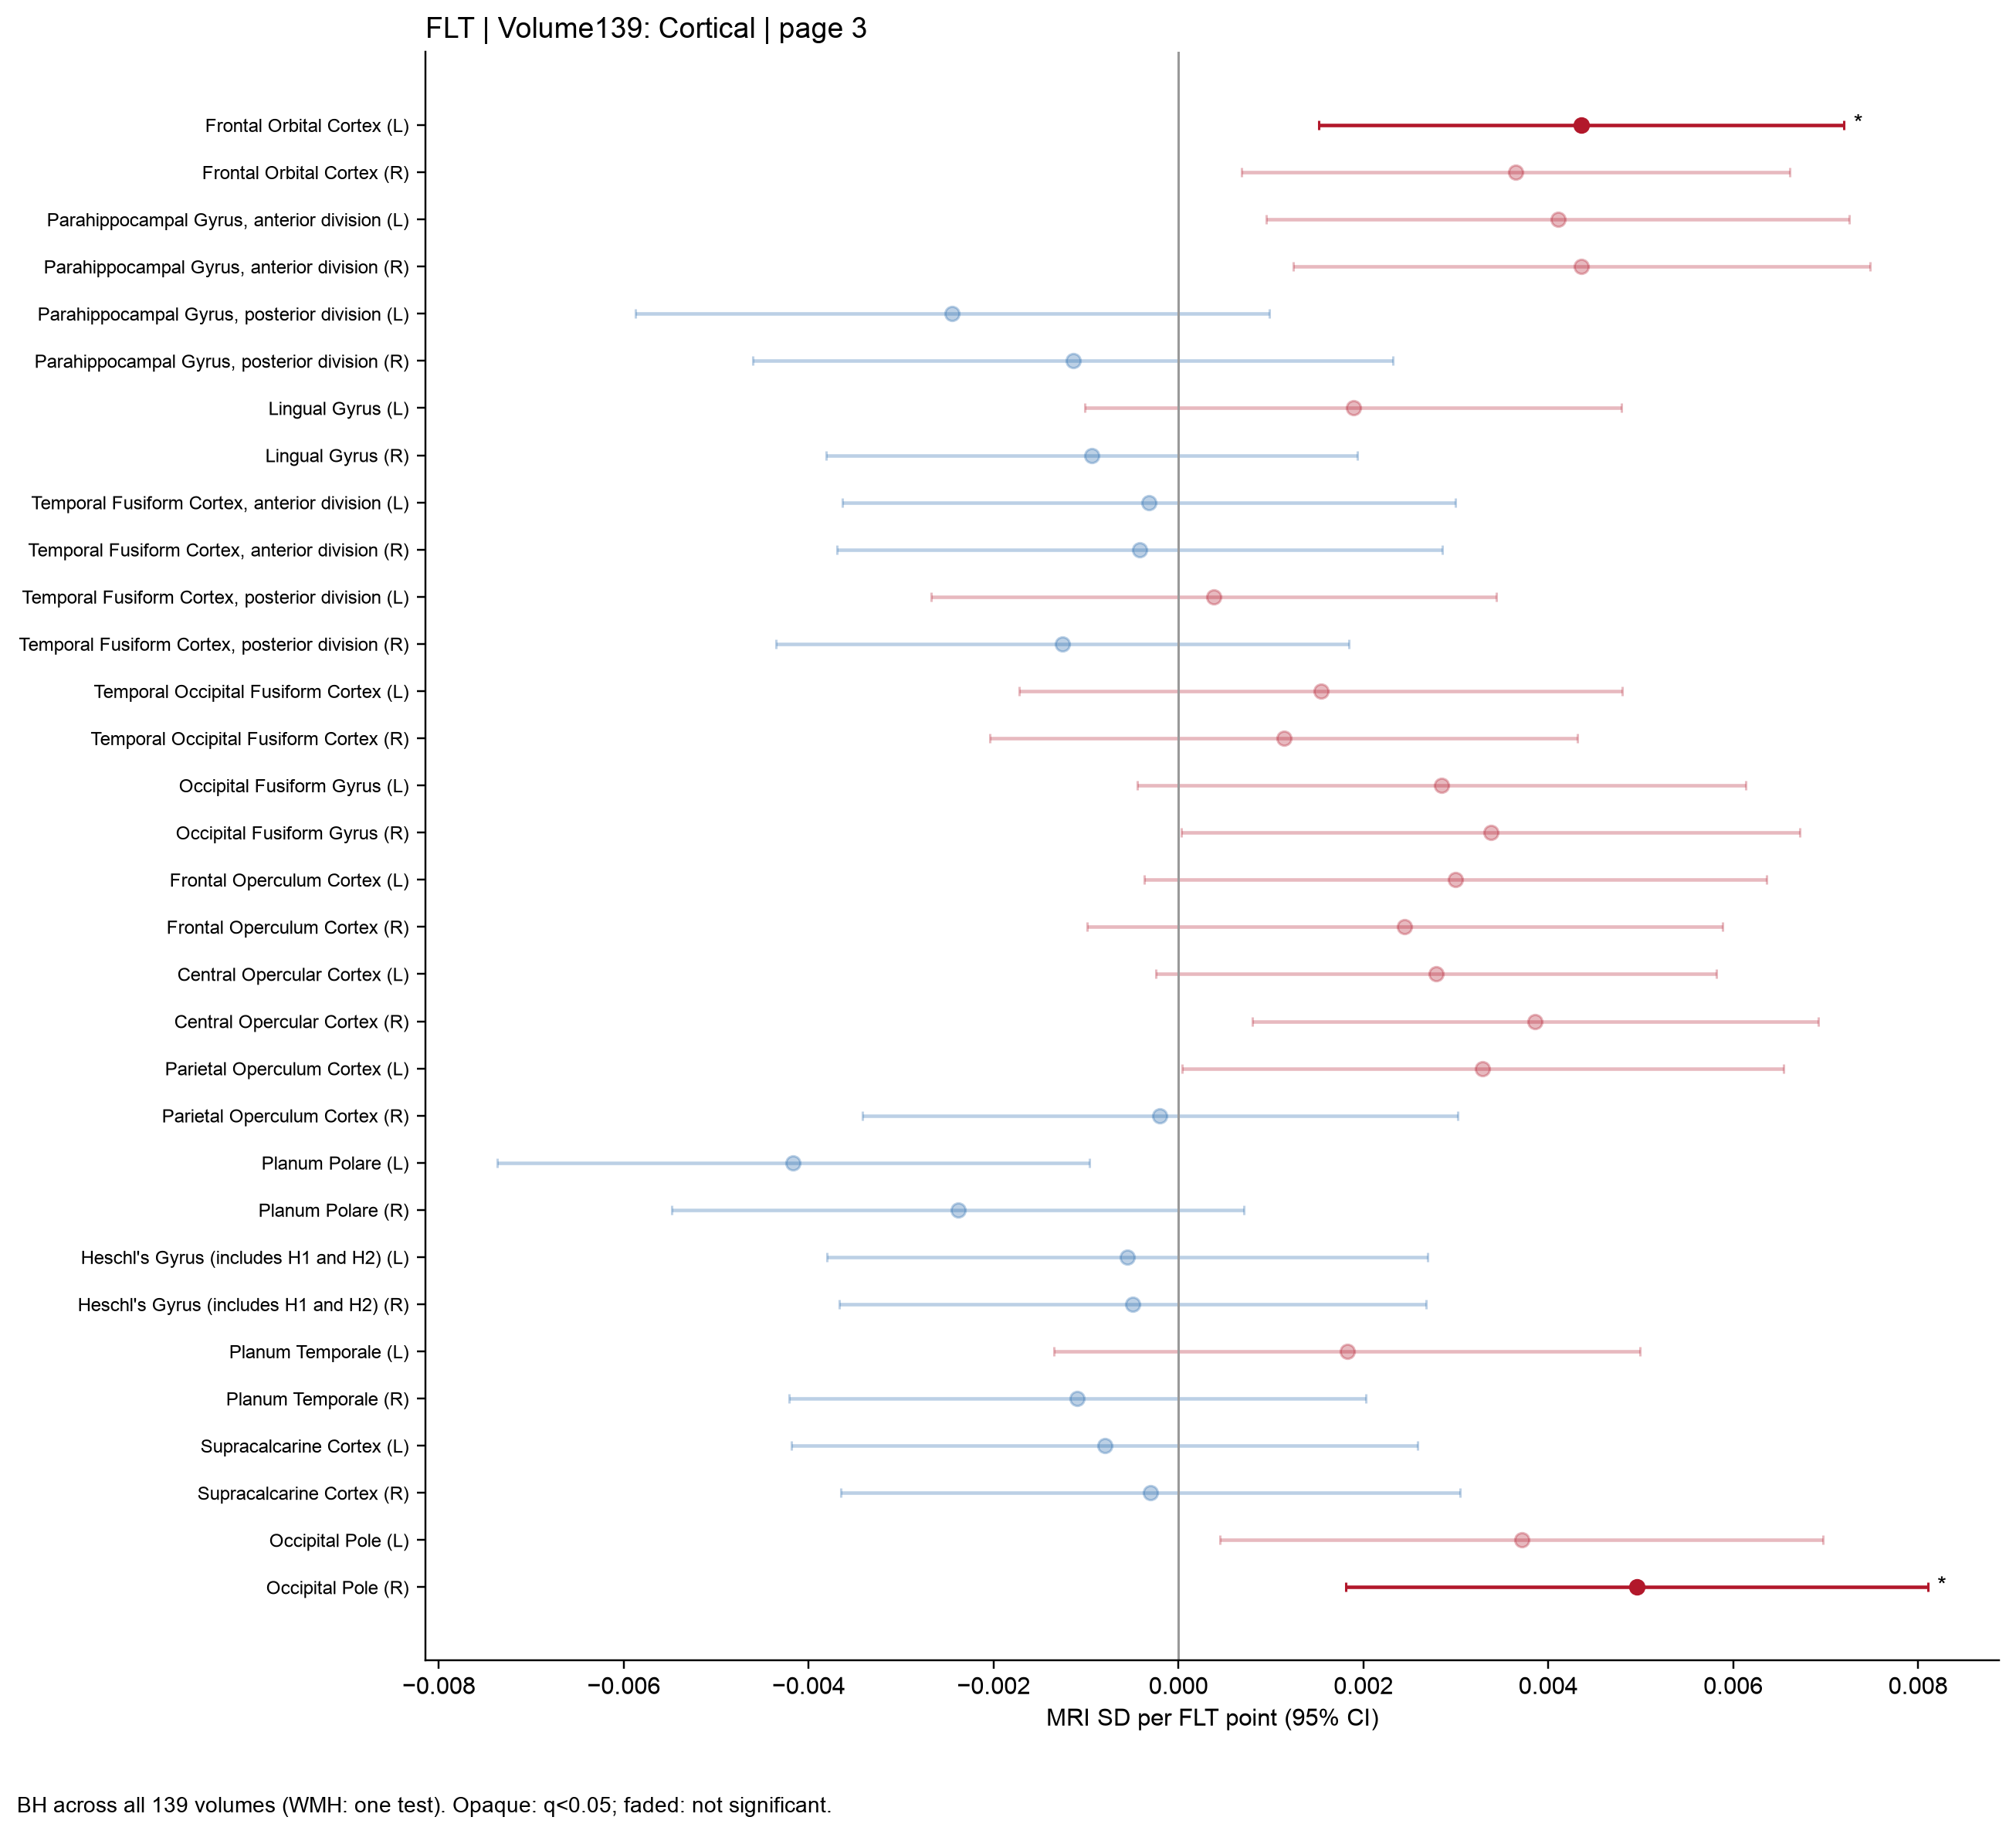 FLT | Volume139: Cortical | page 3
Frontal Orbital Cortex (L)
*
Frontal Orbital Cortex (R)
Parahippocampal Gyrus, anterior division (L)
Parahippocampal Gyrus, anterior division (R)
Parahippocampal Gyrus, posterior division (L)
Parahippocampal Gyrus, posterior division (R)
Lingual Gyrus (L)
Lingual Gyrus (R)
Temporal Fusiform Cortex, anterior division (L)
Temporal Fusiform Cortex, anterior division (R)
Temporal Fusiform Cortex, posterior division (L)
Temporal Fusiform Cortex, posterior division (R)
Temporal Occipital Fusiform Cortex (L)
Temporal Occipital Fusiform Cortex (R)
Occipital Fusiform Gyrus (L)
Occipital Fusiform Gyrus (R)
Frontal Operculum Cortex (L)
Frontal Operculum Cortex (R)
Central Opercular Cortex (L)
Central Opercular Cortex (R)
Parietal Operculum Cortex (L)
Parietal Operculum Cortex (R)
Planum Polare (L)
Planum Polare (R)
Heschl's Gyrus (includes H1 and H2) (L)
Heschl's Gyrus (includes H1 and H2) (R)
Planum Temporale (L)
Planum Temporale (R)
Supracalcarine Cortex (L)
Supracalcarine Cortex (R)
Occipital Pole (L)
Occipital Pole (R)
*
−0.008 −0.006 −0.004 −0.002 0.000 0.002 0.004 0.006 0.008
MRI SD per FLT point (95% CI)
BH across all 139 volumes (WMH: one test). Opaque: q<0.05; faded: not significant.